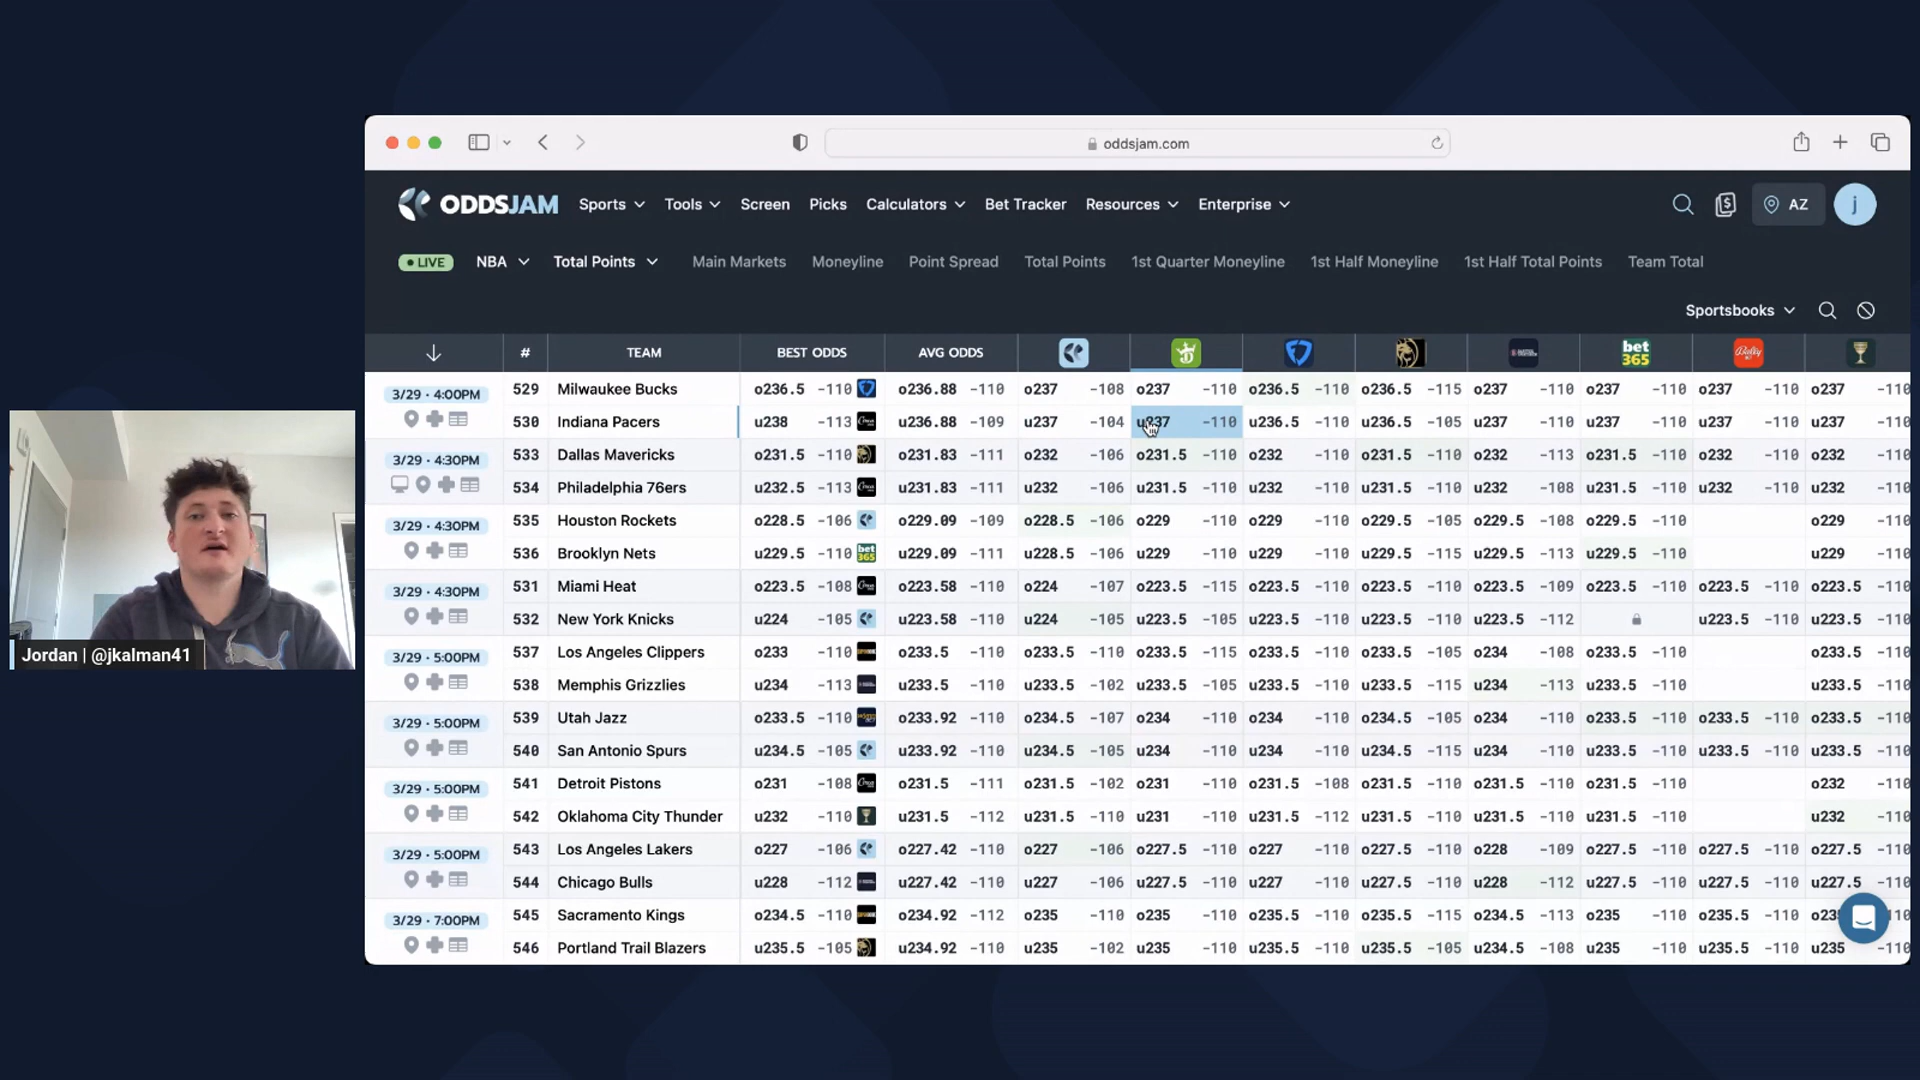 oddsjam.com
ODDSJAM Sports Tools Screen Picks Calculators Bet Tracker Resources Enterprise AZ j
LIVE NBA Total Points Main Markets Moneyline Point Spread Total Points 1st Quarter Moneyline 1st Half Moneyline 1st Half Total Points Team Total
Sportsbooks
# TEAM BEST ODDS AVG ODDS bet365 Bally
3/29 • 4:00PM 529 Milwaukee Bucks o236.5 -110 o236.88 -110 o237 -108 o237 -110 o236.5 -110 o236.5 -115 o237 -110 o237 -110 o237 -110 o237 -110
530 Indiana Pacers u238 -113 u236.88 -109 u237 -104 u237 -110 u236.5 -110 u236.5 -105 u237 -110 u237 -110 u237 -110 u237 -110
3/29 • 4:30PM 533 Dallas Mavericks o231.5 -110 o231.83 -111 o232 -106 o231.5 -110 o232 -113 o231.5 -110 o232 -113 o231.5 -110 o232 -110 o232 -110
534 Philadelphia 76ers u232.5 -113 u231.83 -111 u232 -106 u231.5 -110 u232 -110 u231.5 -110 u232 -108 u231.5 -110 u232 -110 u232 -110
3/29 • 4:30PM 535 Houston Rockets o228.5 -106 o229.09 -109 o228.5 -106 o229 -110 o229 -110 o229.5 -105 o229.5 -108 o229.5 -110 o229 -110
536 Brooklyn Nets u229.5 -110 bet365 u229.09 -111 u228.5 -106 u229 -110 u229 -110 u229.5 -115 u229.5 -113 u229.5 -110 u229 -110
3/29 • 4:30PM 531 Miami Heat o223.5 -108 o223.58 -110 o224 -107 o223.5 -115 o223.5 -110 o223.5 -110 o223.5 -109 o223.5 -110 o223.5 -110 o223.5 -110
532 New York Knicks u224 -105 u223.58 -110 u224 -105 u223.5 -105 u223.5 -110 u223.5 -110 u223.5 -112 u223.5 -110 u223.5 -110
3/29 • 5:00PM 537 Los Angeles Clippers o233 -110 o233.5 -110 o233.5 -110 o233.5 -115 o233.5 -110 o233.5 -105 o234 -108 o233.5 -110 o233.5 -110
538 Memphis Grizzlies u234 -113 u233.5 -110 u233.5 -102 u233.5 -105 u233.5 -110 u233.5 -115 u234 -113 u233.5 -110 u233.5 -110
3/29 • 5:00PM 539 Utah Jazz o233.5 -110 o233.92 -110 o234.5 -107 o234 -110 o234 -110 o234.5 -105 o234 -110 o233.5 -110 o233.5 -110 o233.5 -110
540 San Antonio Spurs u234.5 -105 u233.92 -110 u234.5 -105 u234 -110 u234 -110 u234.5 -115 u234 -110 u233.5 -110 u233.5 -110 u233.5 -110
3/29 • 5:00PM 541 Detroit Pistons o231 -108 o231.5 -111 o231.5 -102 o231 -110 o231.5 -108 o231.5 -110 o231.5 -110 o231.5 -110 o232 -110
542 Oklahoma City Thunder u232 -110 u231.5 -112 u231.5 -110 u231 -110 u231.5 -112 u231.5 -110 u231.5 -110 u231.5 -110 u232 -110
3/29 • 5:00PM 543 Los Angeles Lakers o227 -106 o227.42 -110 o227 -106 o227.5 -110 o227 -110 o227.5 -110 o228 -109 o227.5 -110 o227.5 -110 o227.5 -110
544 Chicago Bulls u228 -112 u227.42 -110 u227 -106 u227.5 -110 u227 -110 u227.5 -110 u228 -112 u227.5 -110 u227.5 -110 u227.5 -110
3/29 • 7:00PM 545 Sacramento Kings o234.5 -110 o234.92 -112 o235 -110 o235 -110 o235.5 -110 o235.5 -115 o234.5 -113 o235 -110 o235.5 -110
546 Portland Trail Blazers u235.5 -105 u234.92 -110 u235 -102 u235 -110 u235.5 -110 u235.5 -105 u234.5 -108 u235 -110 u235.5 -110 u235 -110
Jordan | @jkalman41